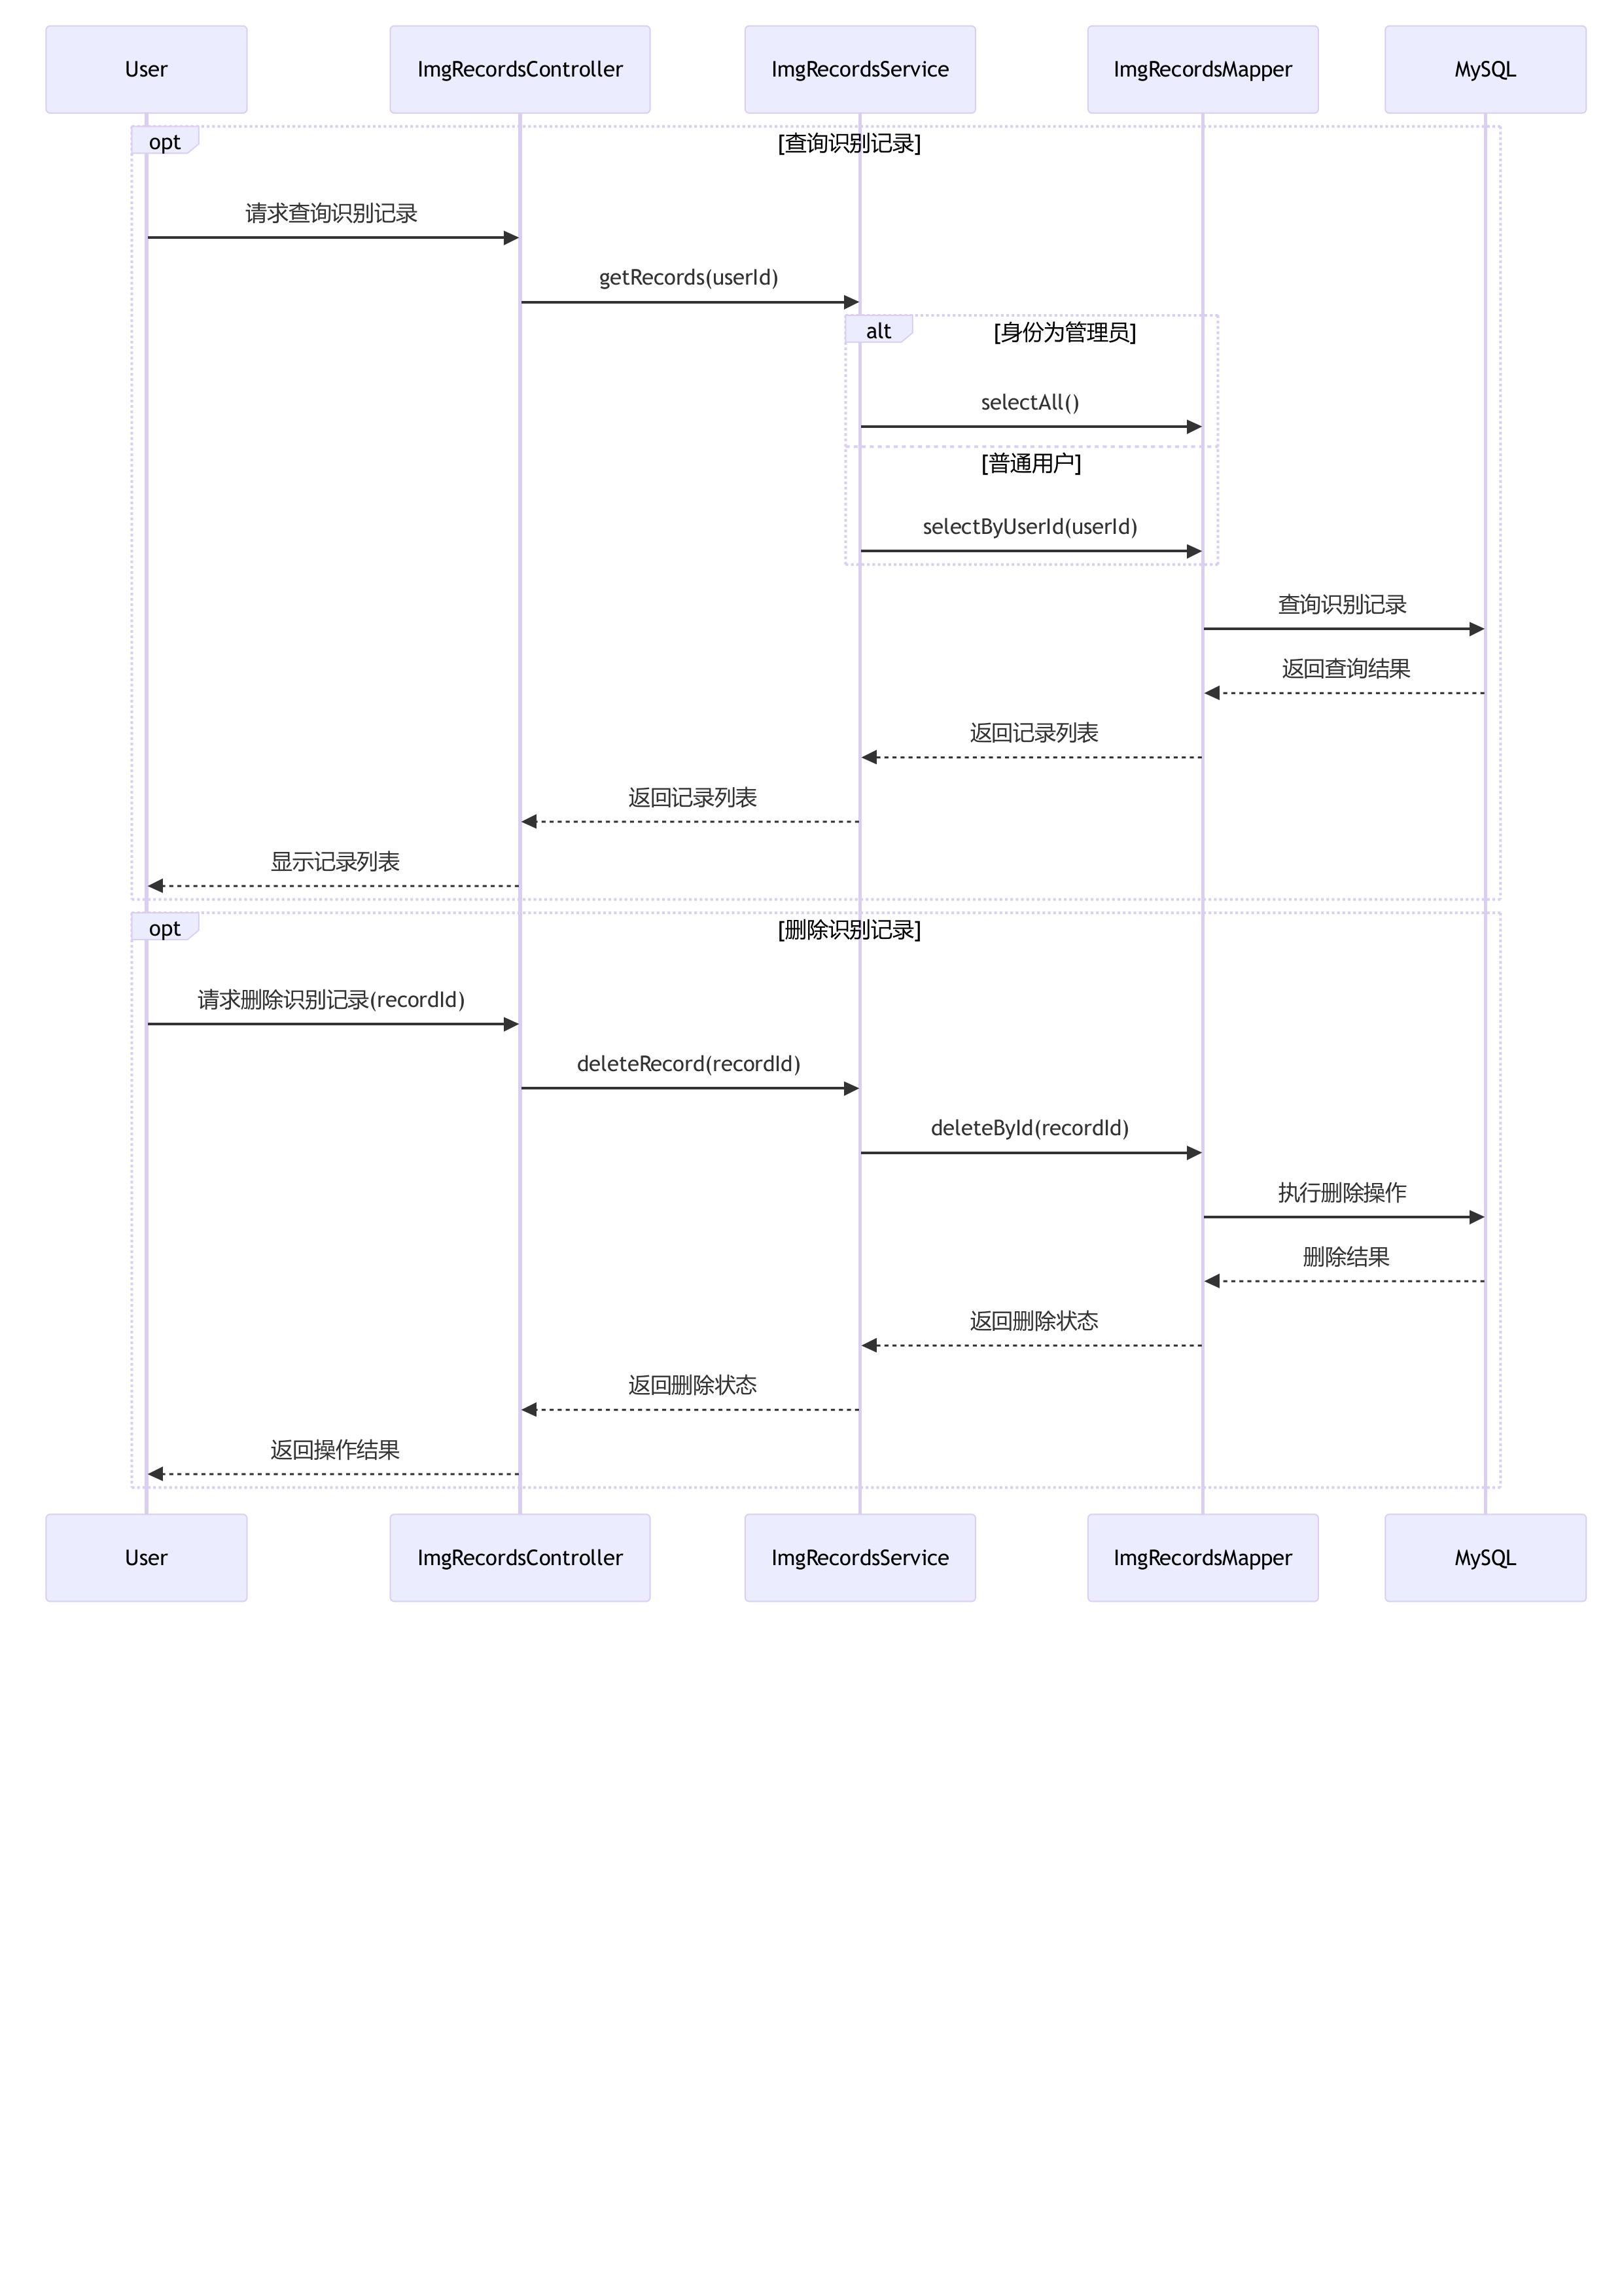 User ImgRecordsController ImgRecordsService ImgRecordsMapper MySQL
opt [查询识别记录]
请求查询识别记录
getRecords(userId)
alt [身份为管理员]
selectAll()
[普通用户]
selectByUserId(userId)
查询识别记录
返回查询结果
返回记录列表
返回记录列表
显示记录列表
opt [删除识别记录]
请求删除识别记录(recordId)
deleteRecord(recordId)
deleteById(recordId)
执行删除操作
删除结果
返回删除状态
返回删除状态
返回操作结果
User ImgRecordsController ImgRecordsService ImgRecordsMapper MySQL